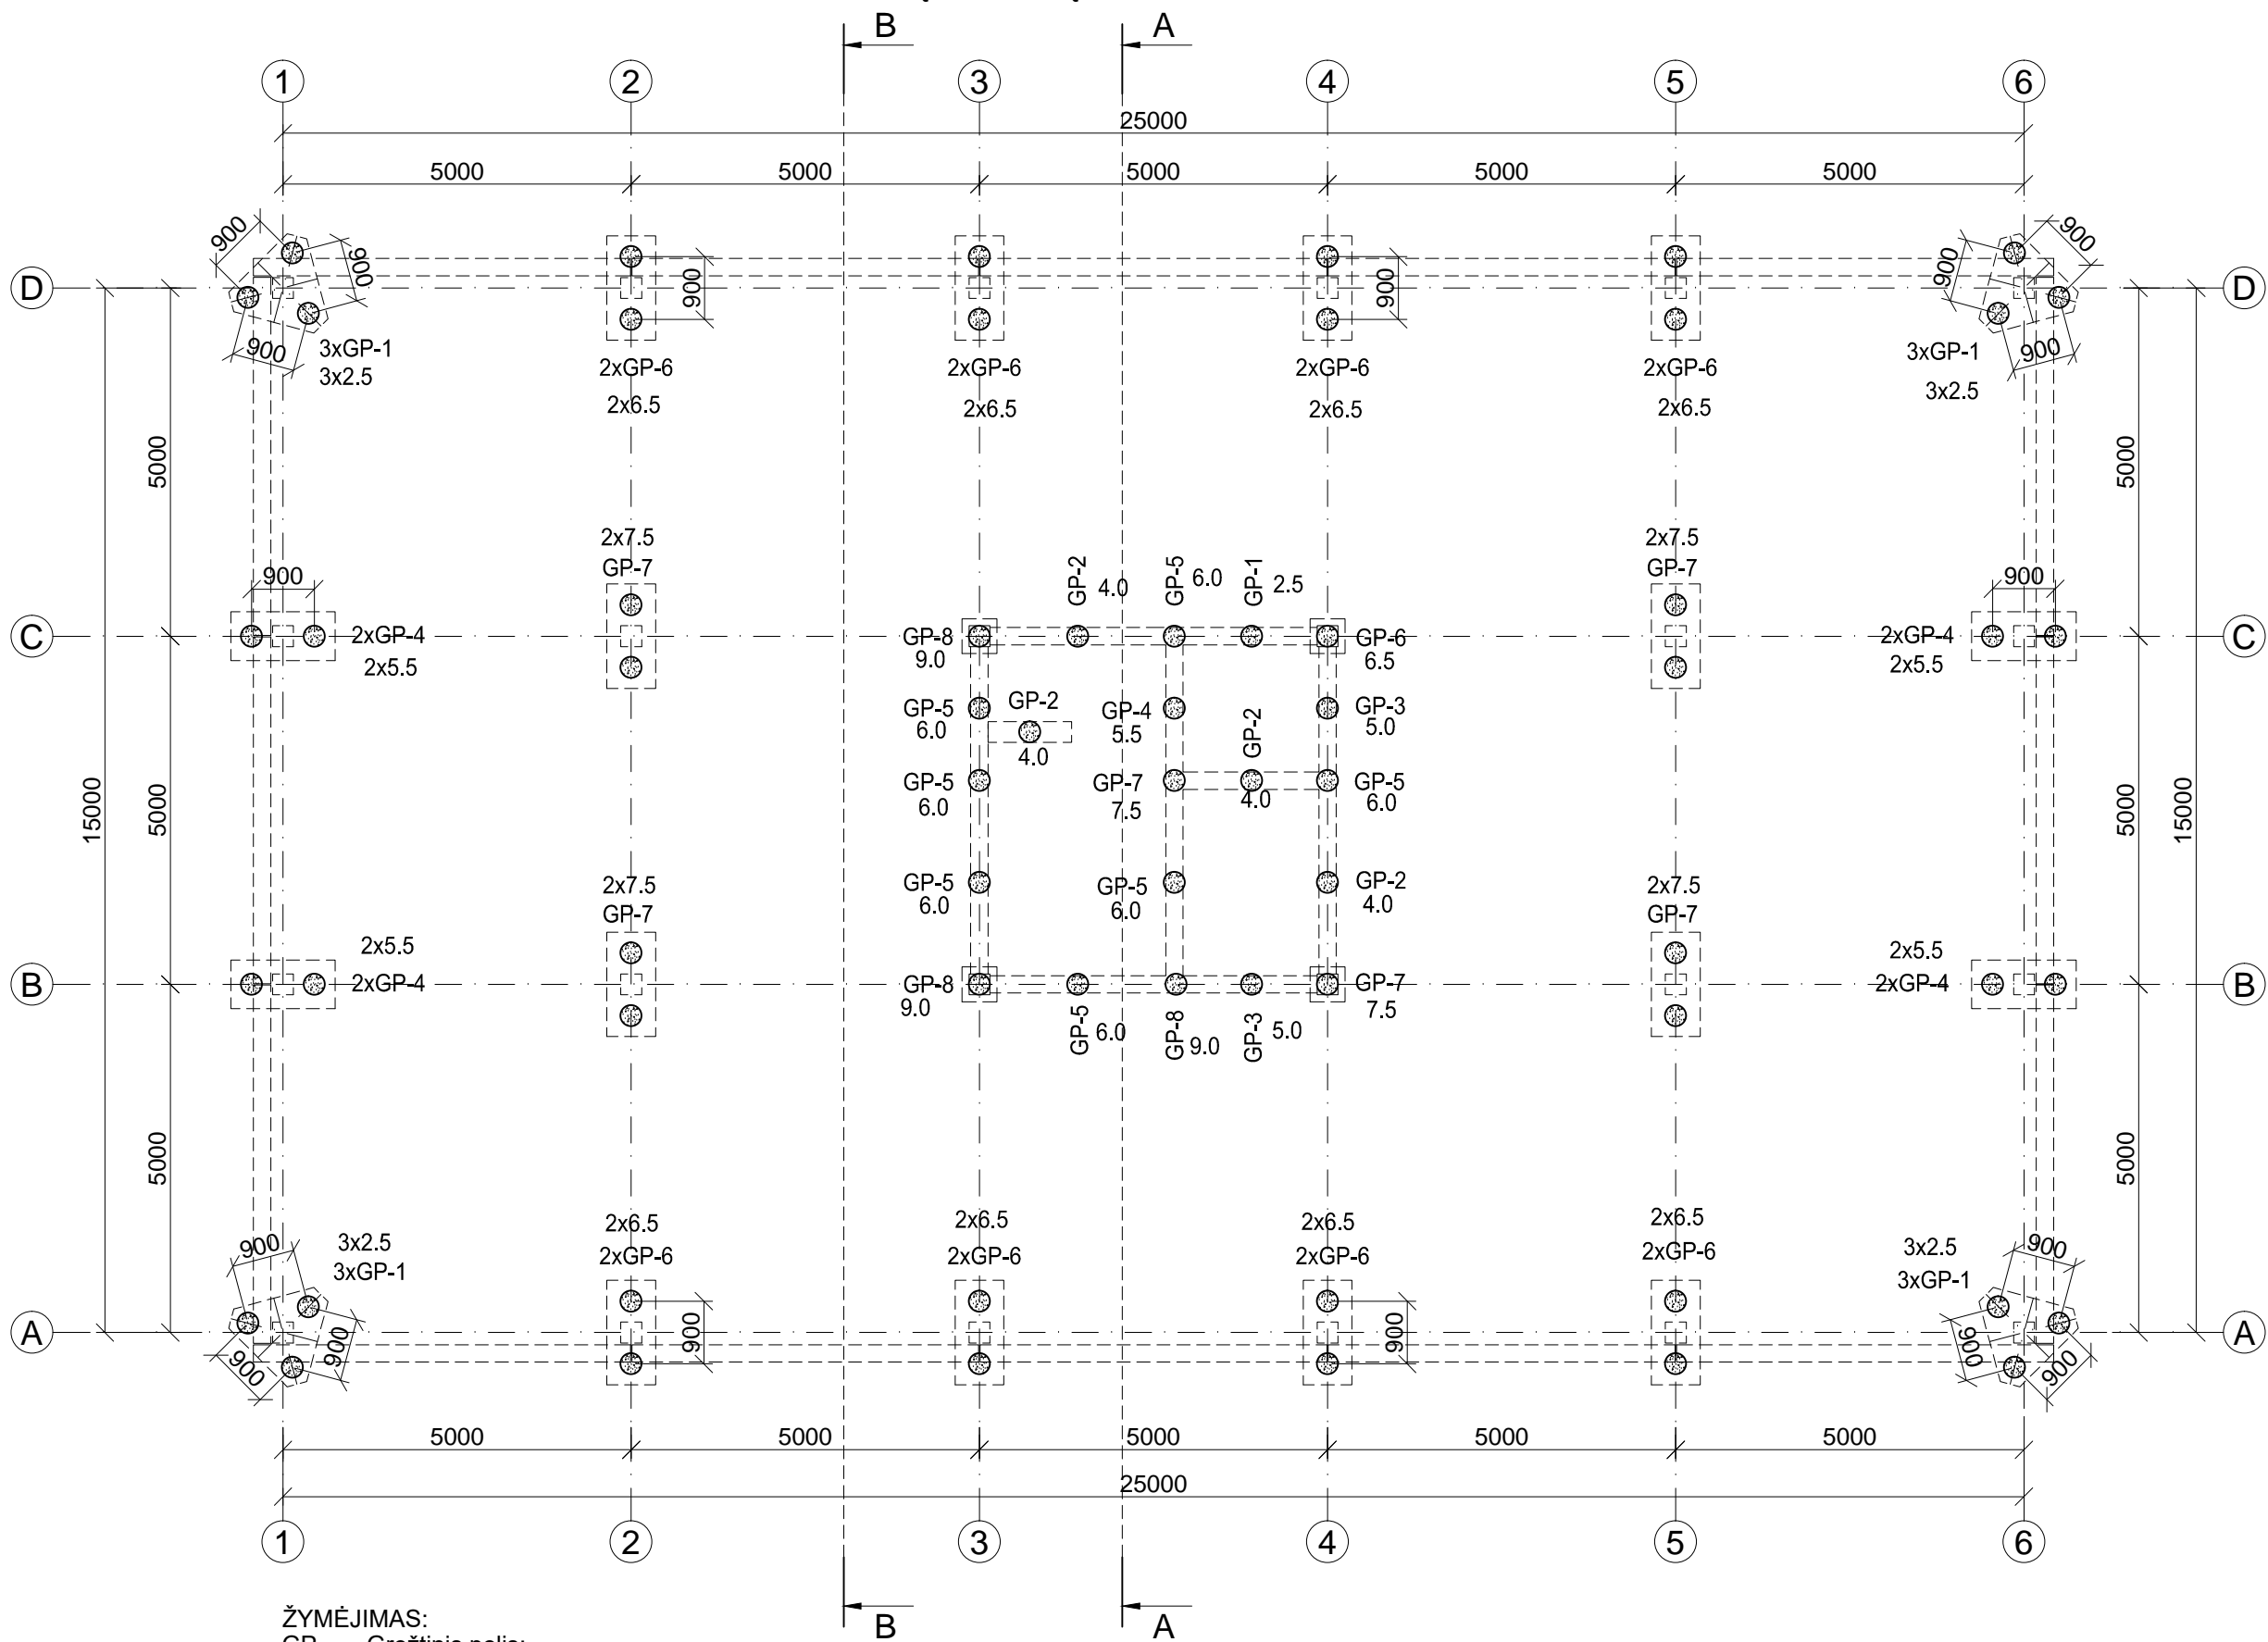 B A
1 2 3 4 5 6
25000
5000 5000 5000 5000 5000
900 900 900 900 900 900
D D
900 3xGP-1 3xGP-1 900
3x2.5 3x2.5
2xGP-6 2xGP-6 2xGP-6 2xGP-6
2x6.5 2x6.5 2x6.5 2x6.5
5000 5000
2x7.5 2x7.5
GP-7 GP-7
GP-2 4.0 GP-5 6.0 GP-1 2.5
900 900
C C
2xGP-4 GP-8 GP-6 2xGP-4
2x5.5 9.0 6.5 2x5.5
GP-5 GP-2 GP-4 GP-2 GP-3
6.0 4.0 5.5 5.0
GP-5 GP-7 4.0 GP-5
6.0 7.5 6.0
15000 5000 5000 15000
2x7.5 2x7.5
GP-7 GP-7
GP-5 GP-5 GP-2
6.0 6.0 4.0
2x5.5 2x5.5
B B
2xGP-4 GP-8 GP-7 2xGP-4
9.0 7.5
GP-5 6.0 GP-8 9.0 GP-3 5.0
5000 5000
2x6.5 2x6.5 2x6.5 2x6.5
2xGP-6 2xGP-6 2xGP-6 2xGP-6
900 3x2.5 3x2.5 900
3xGP-1 3xGP-1
A A
900 900 900 900 900 900
5000 5000 5000 5000 5000
25000
1 2 3 4 5 6
B A
ŽYMĖJIMAS: